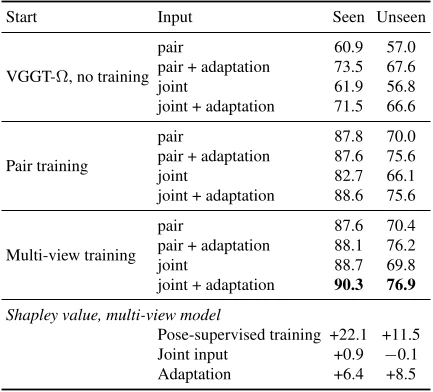 Start Input Seen Unseen
pair 60.9 57.0
pair + adaptation 73.5 67.6
VGGT-Ω, no training
joint 61.9 56.8
joint + adaptation 71.5 66.6
pair 87.8 70.0
pair + adaptation 87.6 75.6
Pair training
joint 82.7 66.1
joint + adaptation 88.6 75.6
pair 87.6 70.4
pair + adaptation 88.1 76.2
Multi-view training
joint 88.7 69.8
joint + adaptation 90.3 76.9
Shapley value, multi-view model
Pose-supervised training +22.1 +11.5
Joint input +0.9 −0.1
Adaptation +6.4 +8.5